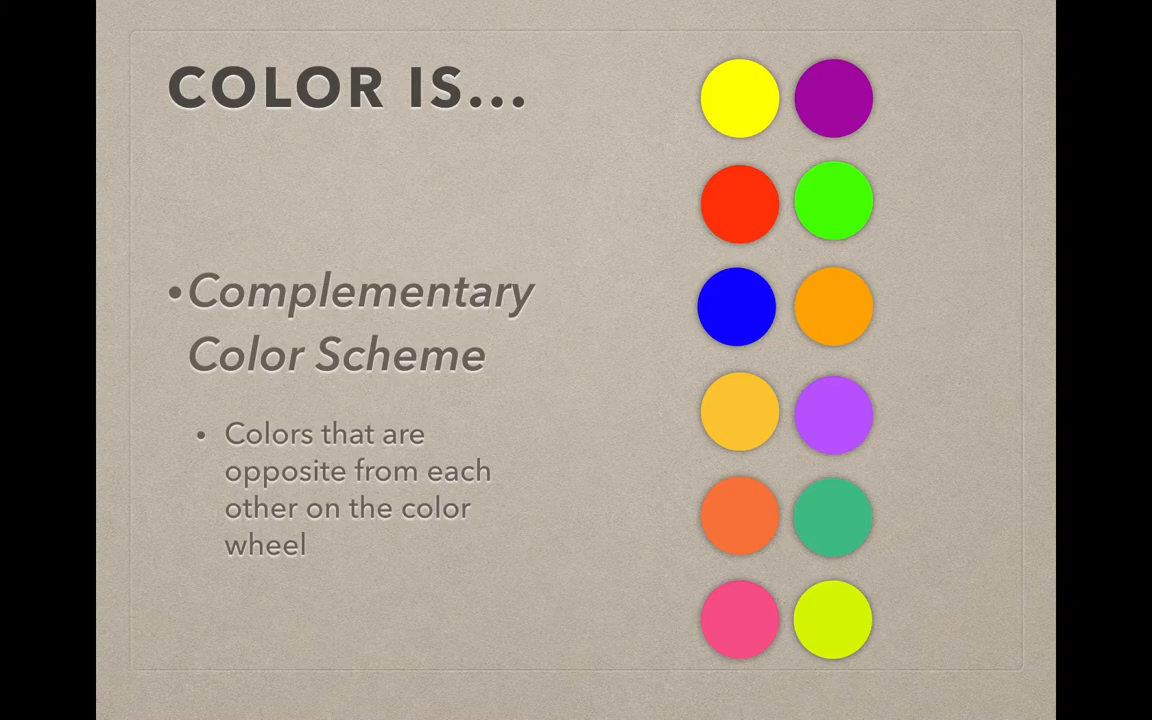 COLOR IS...
•Complementary
Color Scheme
• Colors that are
opposite from each
other on the color
wheel